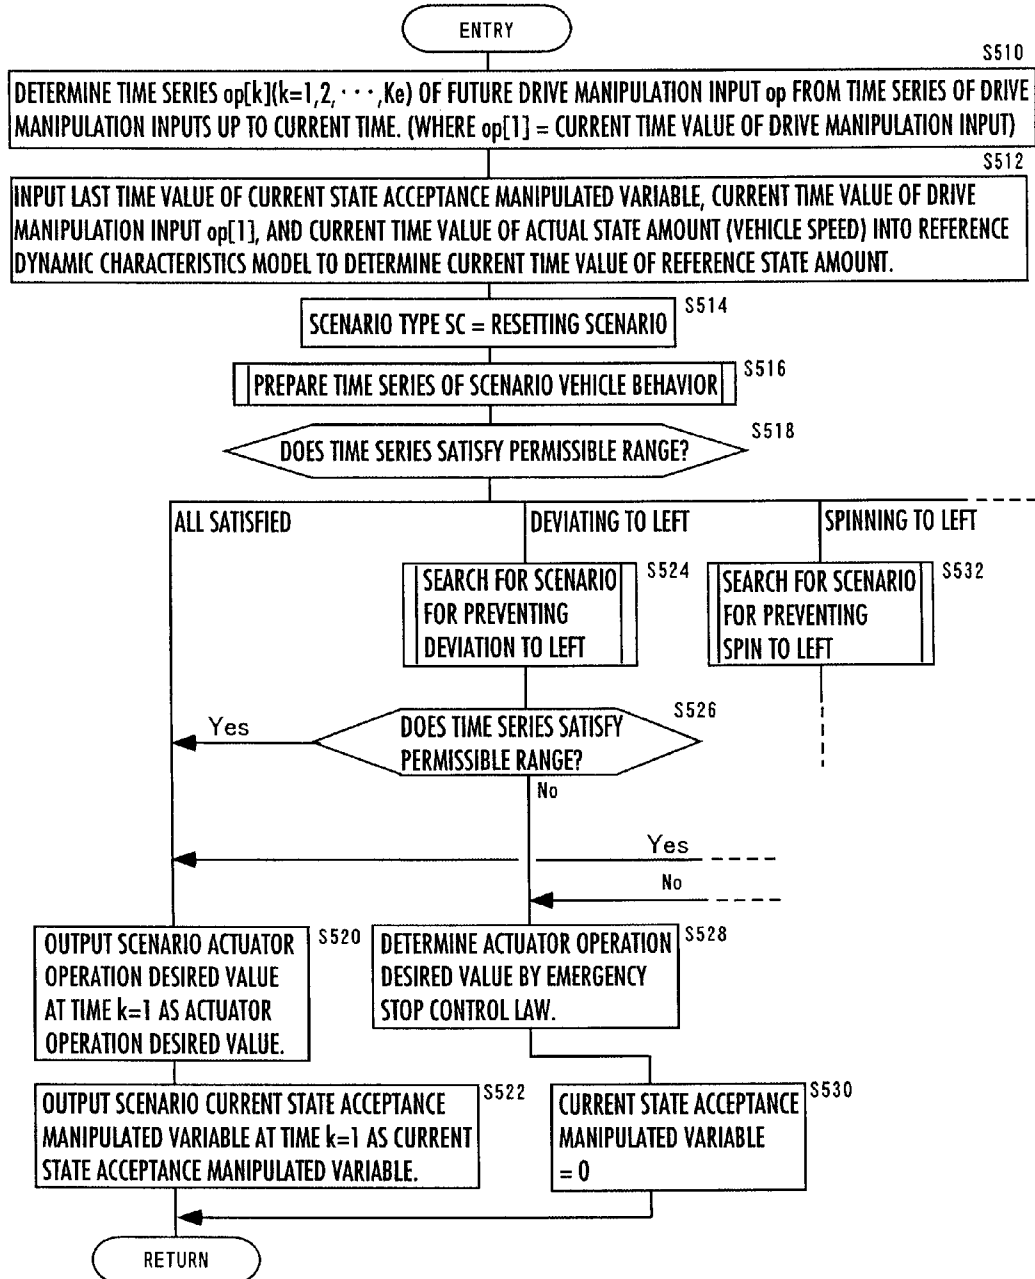 ENTRY
S510
DETERMINE TIME SERIES op[k](k=1,2, ··· ,Ke) OF FUTURE DRIVE MANIPULATION INPUT op FROM TIME SERIES OF DRIVE
MANIPULATION INPUTS UP TO CURRENT TIME. (WHERE op[1] = CURRENT TIME VALUE OF DRIVE MANIPULATION INPUT)
S512
INPUT LAST TIME VALUE OF CURRENT STATE ACCEPTANCE MANIPULATED VARIABLE, CURRENT TIME VALUE OF DRIVE
MANIPULATION INPUT op[1], AND CURRENT TIME VALUE OF ACTUAL STATE AMOUNT (VEHICLE SPEED) INTO REFERENCE
DYNAMIC CHARACTERISTICS MODEL TO DETERMINE CURRENT TIME VALUE OF REFERENCE STATE AMOUNT.
S514
SCENARIO TYPE SC = RESETTING SCENARIO
S516
PREPARE TIME SERIES OF SCENARIO VEHICLE BEHAVIOR
S518
DOES TIME SERIES SATISFY PERMISSIBLE RANGE?
ALL SATISFIED
DEVIATING TO LEFT
SPINNING TO LEFT
S524
SEARCH FOR SCENARIO
FOR PREVENTING
DEVIATION TO LEFT
S532
SEARCH FOR SCENARIO
FOR PREVENTING
SPIN TO LEFT
S526
DOES TIME SERIES SATISFY
PERMISSIBLE RANGE?
Yes
No
Yes
No
S520
OUTPUT SCENARIO ACTUATOR
OPERATION DESIRED VALUE
AT TIME k=1 AS ACTUATOR
OPERATION DESIRED VALUE.
S528
DETERMINE ACTUATOR OPERATION
DESIRED VALUE BY EMERGENCY
STOP CONTROL LAW.
S522
OUTPUT SCENARIO CURRENT STATE ACCEPTANCE
MANIPULATED VARIABLE AT TIME k=1 AS CURRENT
STATE ACCEPTANCE MANIPULATED VARIABLE.
S530
CURRENT STATE ACCEPTANCE
MANIPULATED VARIABLE
= 0
RETURN